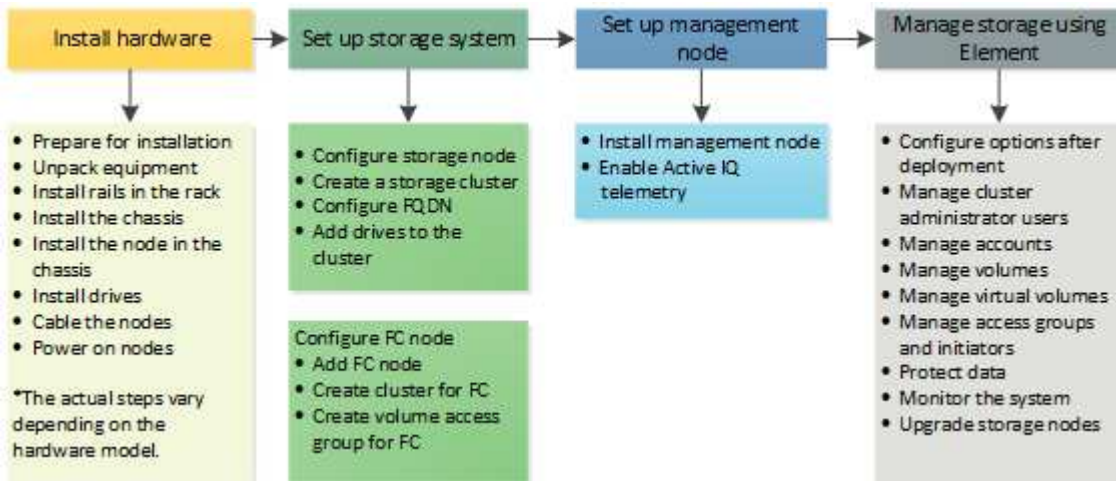 Install hardware
Set up storage system
Set up management
node
Manage storage using
Element
• Prepare for installation
• Unpack equipment
• Install rails in the rack
• Install the chassis
• Install the node in the
chassis
• Install drives
• Cable the nodes
• Power on nodes
*The actual steps vary
depending on the
hardware model.
• Configure storage node
• Create a storage cluster
• Configure FQDN
• Add drives to the
cluster
Configure FC node
• Add FC node
• Create cluster for FC
• Create volume access
group for FC
• Install management node
• Enable Active IQ
telemetry
• Configure options after
deployment
• Manage cluster
administrator users
• Manage accounts
• Manage volumes
• Manage virtual volumes
• Manage access groups
and initiators
• Protect data
• Monitor the system
• Upgrade storage nodes